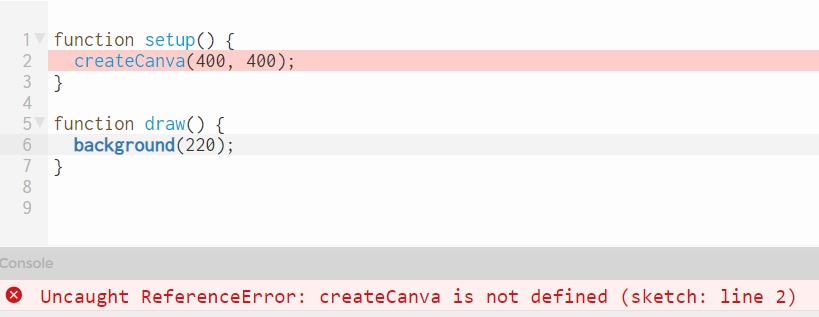 1 function setup() {
2 createCanva(400, 400);
3 }
4
5 function draw() {
6 background(220);
7 }
8
9
Console
Uncaught ReferenceError: createCanva is not defined (sketch: line 2)